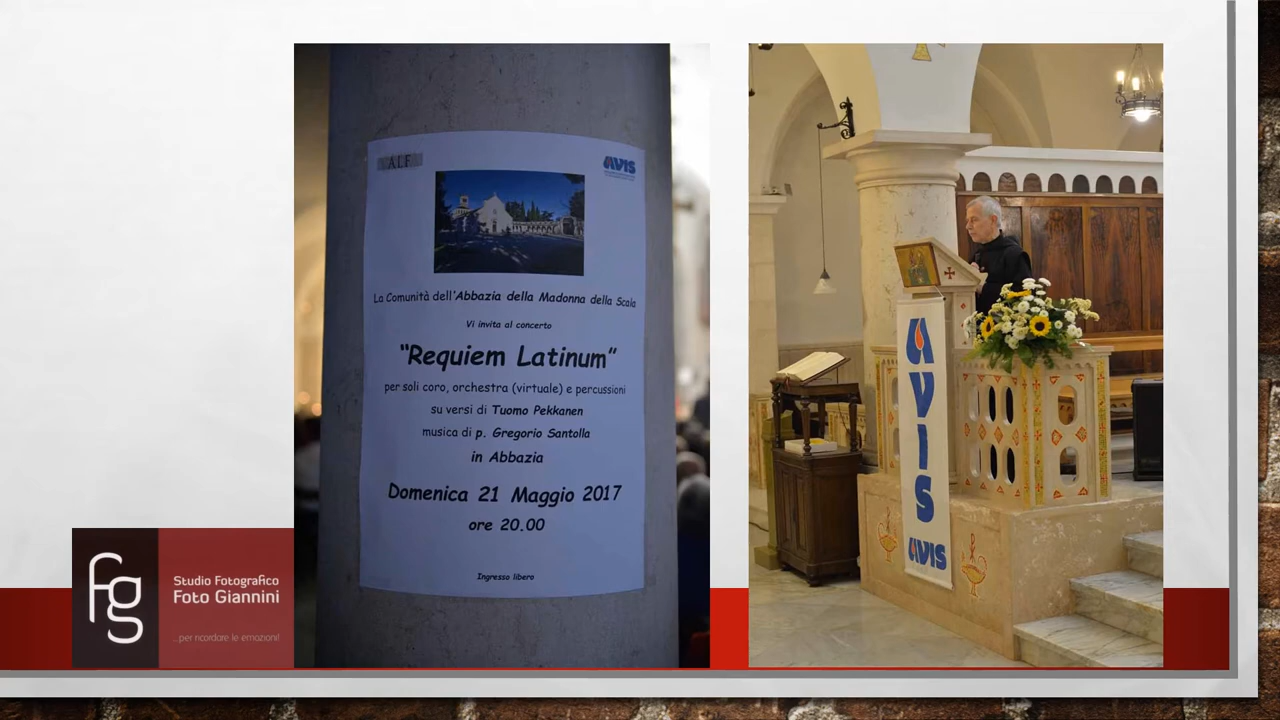 ALF
AVIS
La Comunità dell'Abbazia della Madonna della Scala
Vi invita al concerto
"Requiem Latinum"
per soli coro, orchestra (virtuale) e percussioni
su versi di Tuomo Pekkanen
musica di p. Gregorio Santolla
in Abbazia
Domenica 21 Maggio 2017
ore 20.00
Ingresso libero
AVIS
AVIS
fg
Studio Fotografico
Foto Giannini
...per ricordare le emozioni!